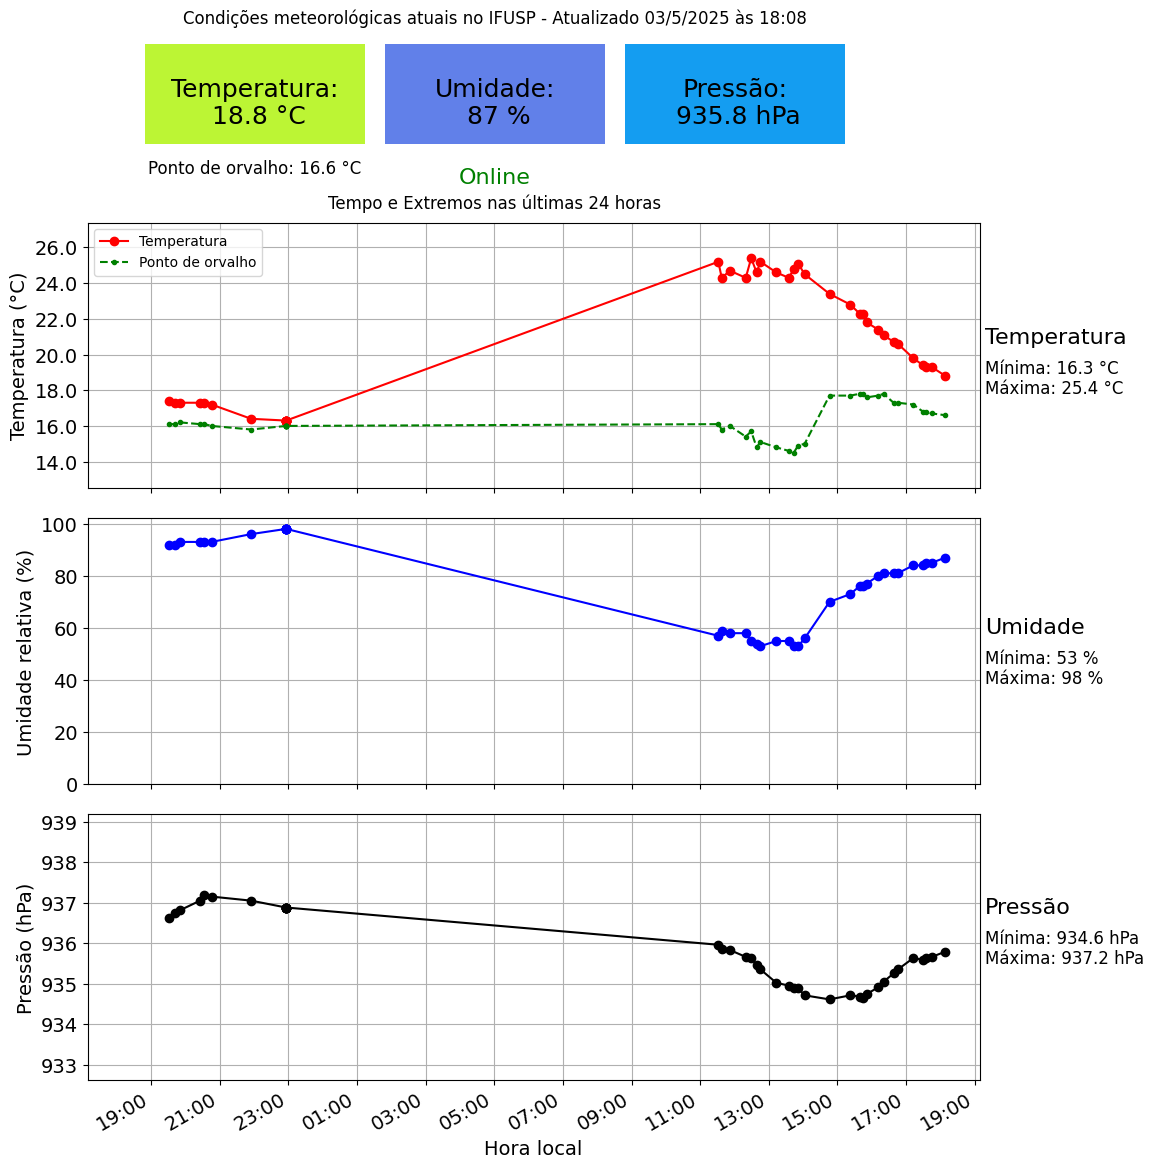 Condições meteorológicas atuais no IFUSP - Atualizado 03/5/2025 às 18:08
Temperatura:
18.8 °C
Umidade:
87 %
Pressão:
935.8 hPa
Ponto de orvalho: 16.6 °C
Online
Tempo e Extremos nas últimas 24 horas
Temperatura
Ponto de orvalho
Temperatura (°C)
26.0
24.0
22.0
20.0
18.0
16.0
14.0
Temperatura
Mínima: 16.3 °C
Máxima: 25.4 °C
Umidade relativa (%)
100
80
60
40
20
0
Umidade
Mínima: 53 %
Máxima: 98 %
Pressão (hPa)
939
938
937
936
935
934
933
Pressão
Mínima: 934.6 hPa
Máxima: 937.2 hPa
19:00 21:00 23:00 01:00 03:00 05:00 07:00 09:00 11:00 13:00 15:00 17:00 19:00
Hora local